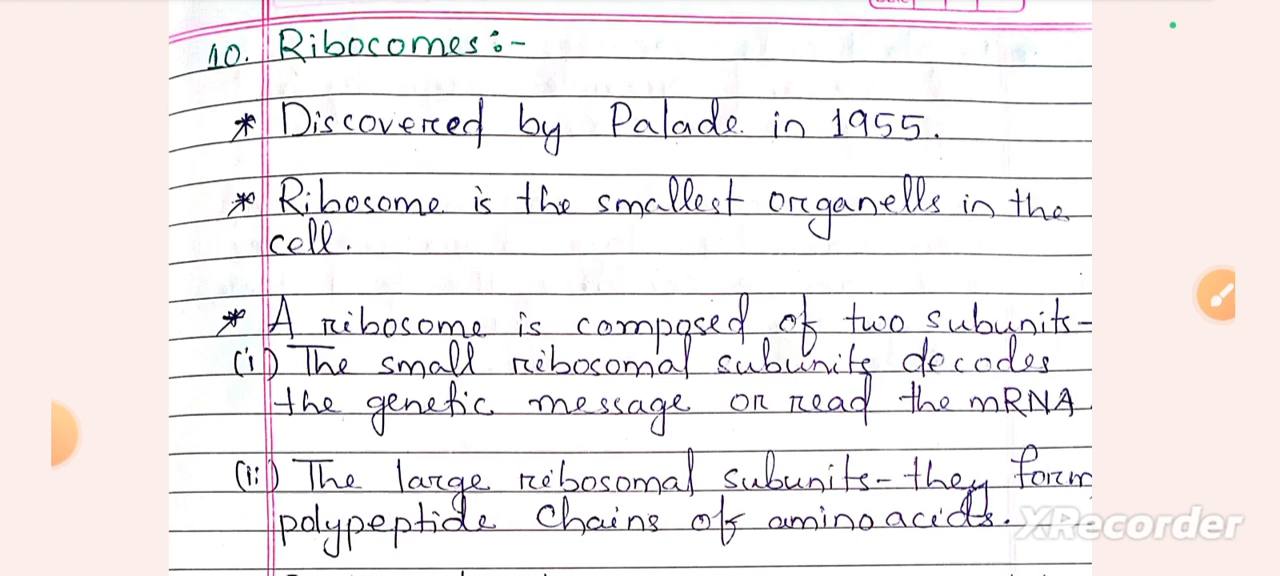 10. Ribocomes :-
* Discovered by Palade in 1955.
* Ribosome is the smallest organells in the
cell.
* A ribosome is composed of two subunits-
(i) The small ribosomal subunits decodes
the genetic message or read the mRNA
(ii) The large ribosomal subunits - they form
polypeptide chains of amino acids.
XRecorder